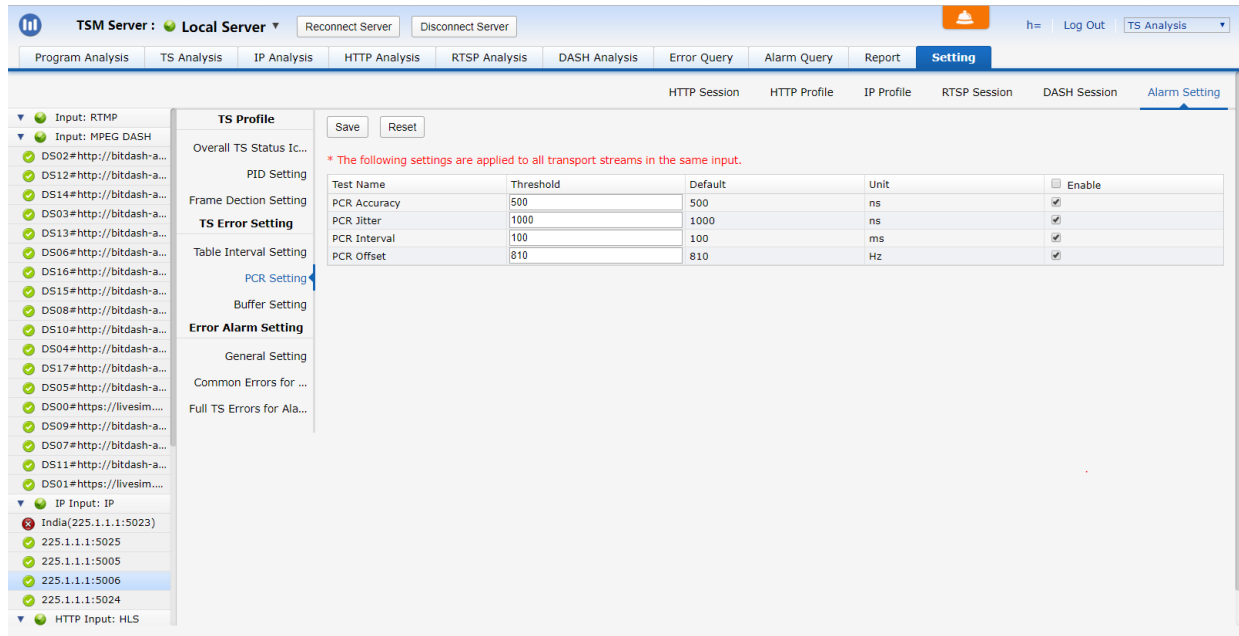 TSM Server : Local Server ▼ Reconnect Server Disconnect Server h= Log Out TS Analysis
Program Analysis TS Analysis IP Analysis HTTP Analysis RTSP Analysis DASH Analysis Error Query Alarm Query Report Setting
HTTP Session HTTP Profile IP Profile RTSP Session DASH Session Alarm Setting
Input: RTMP
Input: MPEG DASH
DS02#http://bitdash-a...
DS12#http://bitdash-a...
DS14#http://bitdash-a...
DS03#http://bitdash-a...
DS13#http://bitdash-a...
DS06#http://bitdash-a...
DS16#http://bitdash-a...
DS15#http://bitdash-a...
DS08#http://bitdash-a...
DS10#http://bitdash-a...
DS04#http://bitdash-a...
DS17#http://bitdash-a...
DS05#http://bitdash-a...
DS00#https://livesim....
DS09#http://bitdash-a...
DS07#http://bitdash-a...
DS11#http://bitdash-a...
DS01#https://livesim....
IP Input: IP
India(225.1.1.1:5023)
225.1.1.1:5025
225.1.1.1:5005
225.1.1.1:5006
225.1.1.1:5024
HTTP Input: HLS
TS Profile
Overall TS Status Ic...
PID Setting
Frame Dection Setting
TS Error Setting
Table Interval Setting
PCR Setting
Buffer Setting
Error Alarm Setting
General Setting
Common Errors for ...
Full TS Errors for Ala...
Save Reset
* The following settings are applied to all transport streams in the same input.
Test Name Threshold Default Unit Enable
PCR Accuracy 500 500 ns
PCR Jitter 1000 1000 ns
PCR Interval 100 100 ms
PCR Offset 810 810 Hz